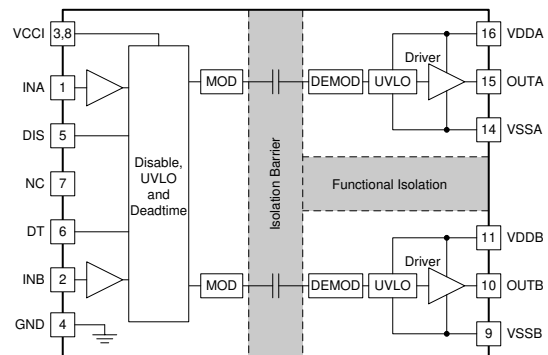 VCCI 3,8
INA 1
DIS 5
NC 7
DT 6
INB 2
GND 4
Disable,
UVLO
and
Deadtime
MOD
MOD
Isolation Barrier
DEMOD UVLO
Driver
16 VDDA
15 OUTA
14 VSSA
Functional Isolation
DEMOD UVLO
Driver
11 VDDB
10 OUTB
9 VSSB